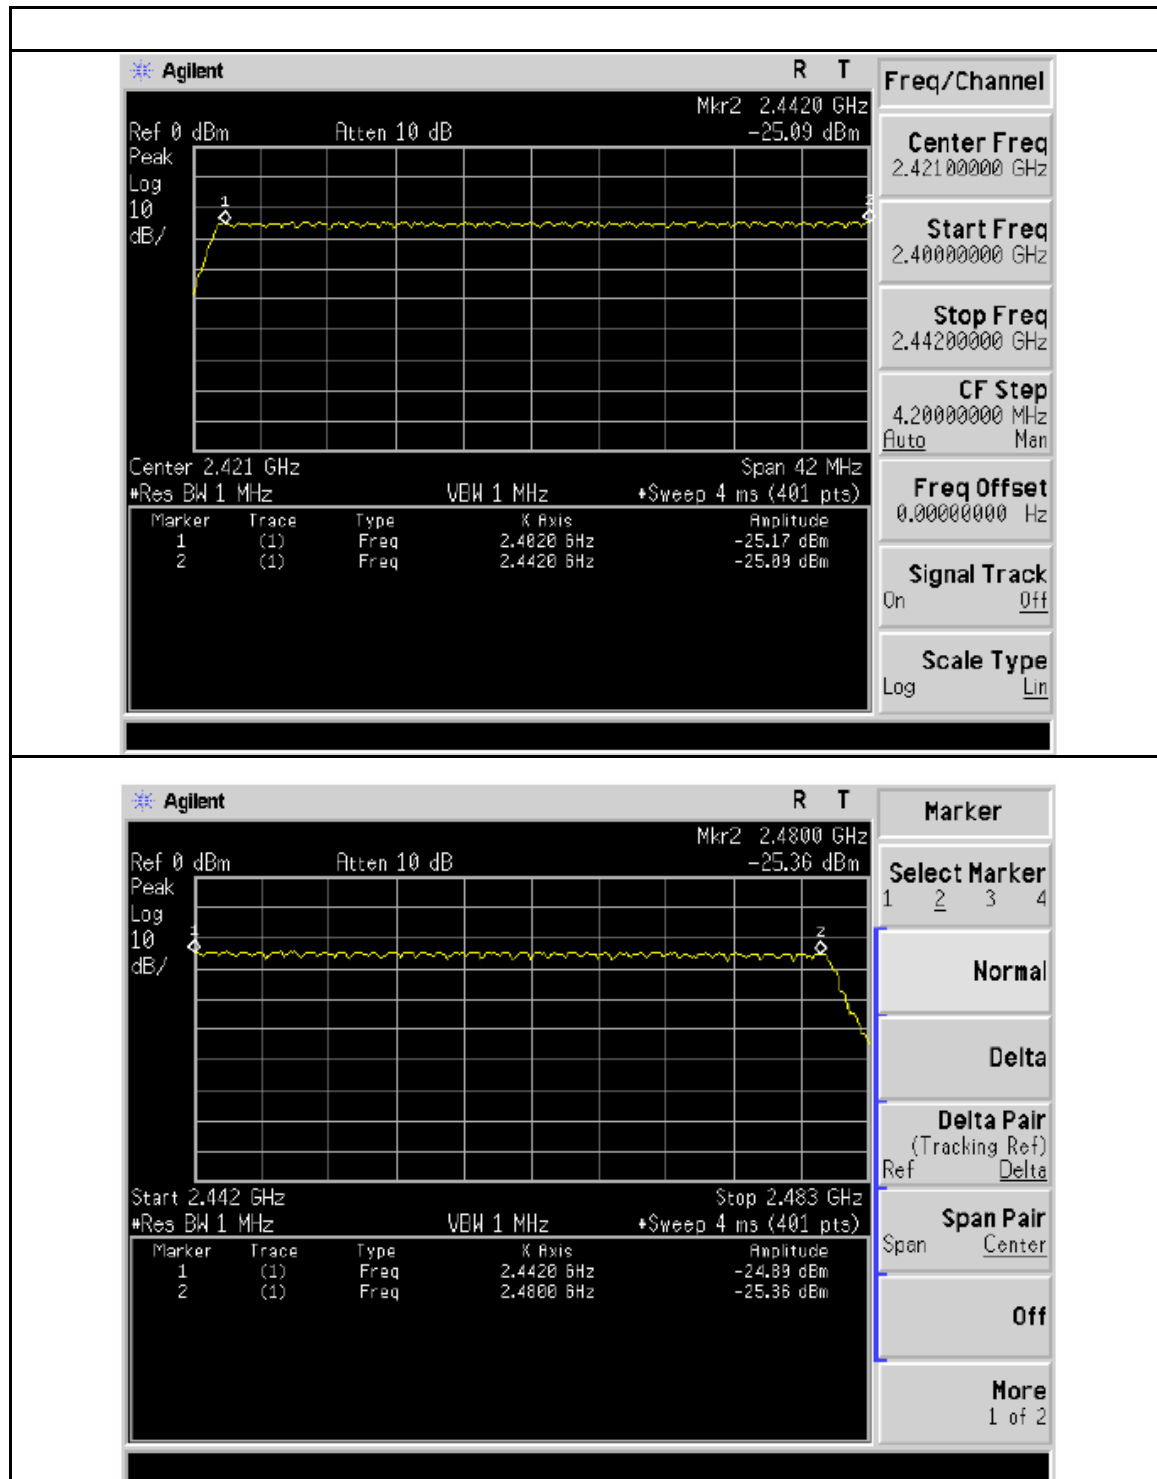 Agilent R T
Freq/Channel
Mkr2 2.4420 GHz
Ref 0 dBm Atten 10 dB -25.09 dBm
Peak
Log
10
dB/
1
2
Center Freq
2.42100000 GHz
Start Freq
2.40000000 GHz
Stop Freq
2.44200000 GHz
CF Step
4.20000000 MHz
Auto Man
Freq Offset
0.00000000 Hz
Signal Track
On Off
Scale Type
Log Lin
Center 2.421 GHz Span 42 MHz
#Res BW 1 MHz VBW 1 MHz #Sweep 4 ms (401 pts)
Marker Trace Type X Axis Amplitude
1 (1) Freq 2.4020 GHz -25.17 dBm
2 (1) Freq 2.4420 GHz -25.09 dBm
Agilent R T
Marker
Mkr2 2.4800 GHz
Ref 0 dBm Atten 10 dB -25.36 dBm
Peak
Log
10
dB/
1
2
Select Marker
1 2 3 4
Normal
Delta
Delta Pair
(Tracking Ref)
Ref Delta
Span Pair
Span Center
Off
More
1 of 2
Start 2.442 GHz Stop 2.483 GHz
#Res BW 1 MHz VBW 1 MHz #Sweep 4 ms (401 pts)
Marker Trace Type X Axis Amplitude
1 (1) Freq 2.4420 GHz -24.89 dBm
2 (1) Freq 2.4800 GHz -25.36 dBm